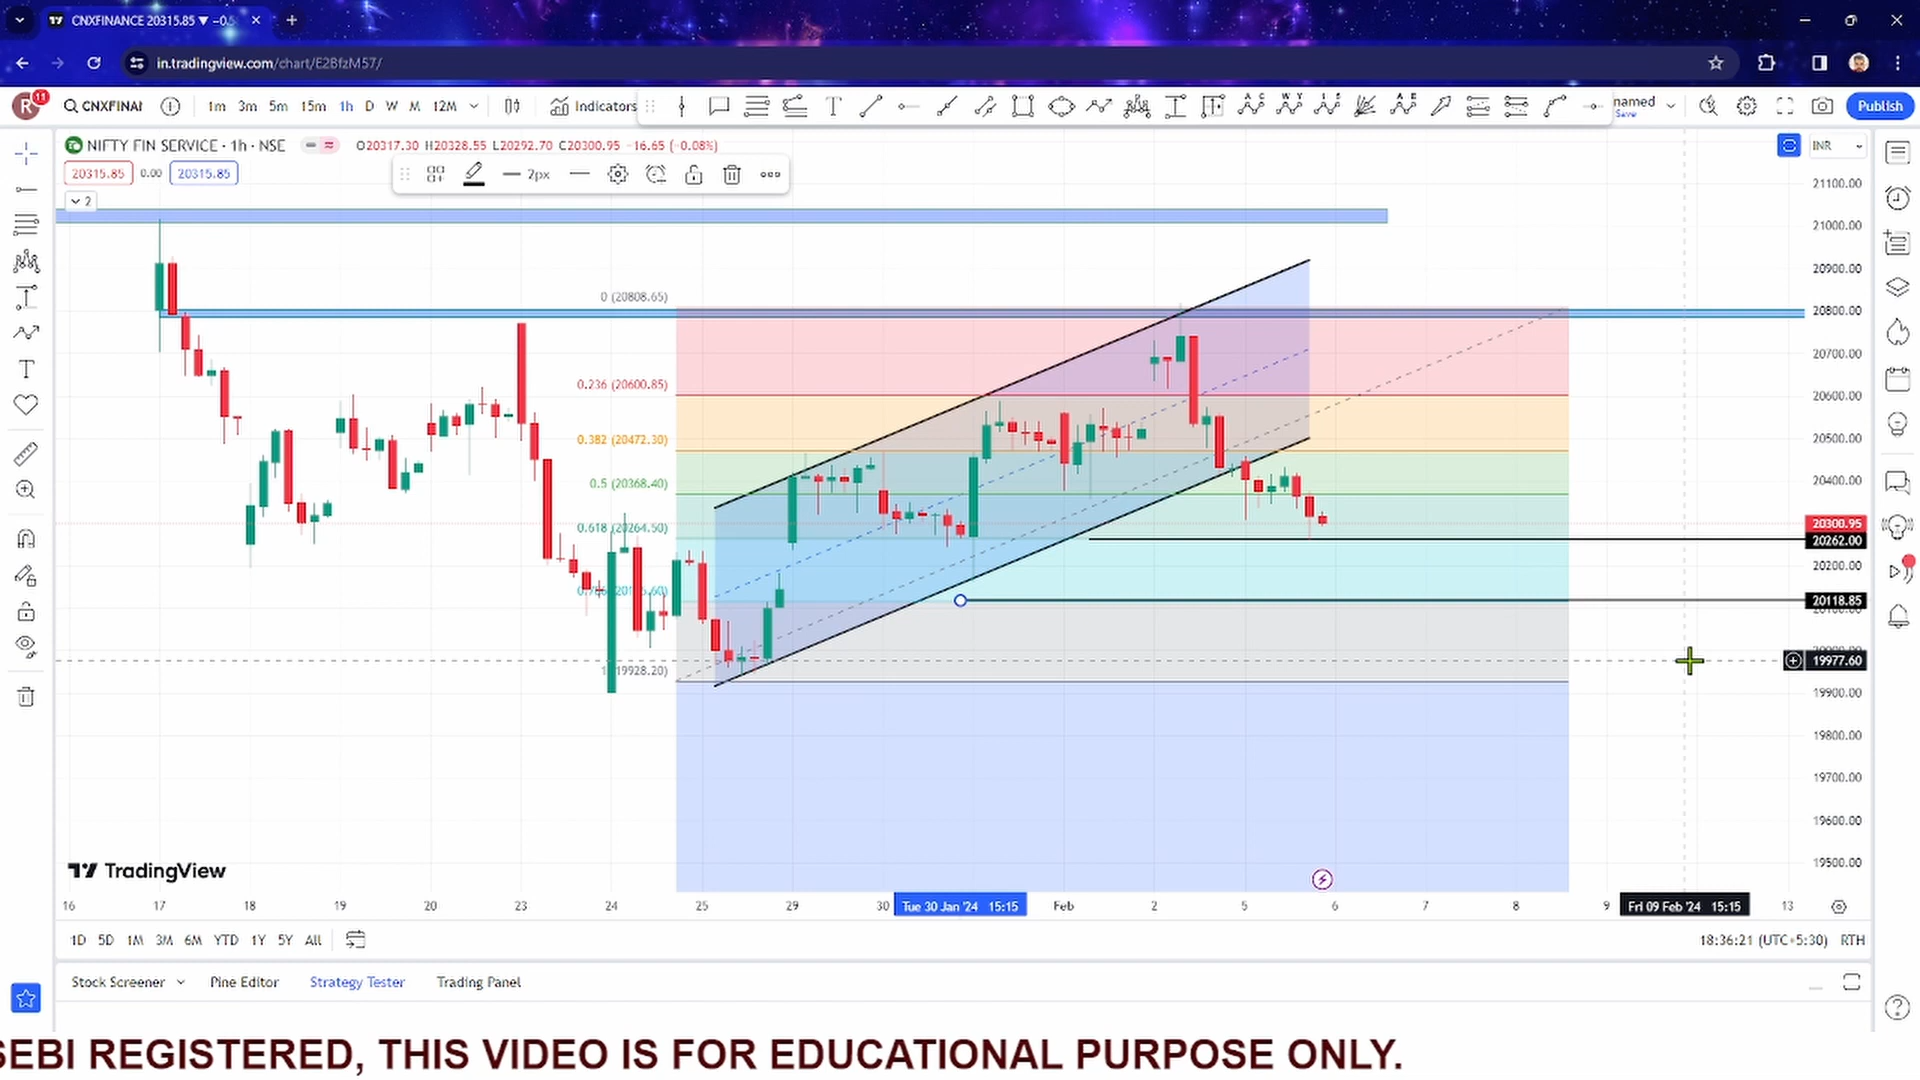 CNXFINANCE 20315.85 ▼ −0.5
in.tradingview.com/chart/E2BfzM57/
R 11 CNXFINAI 1m 3m 5m 15m 1h D W M 12M Indicators named Save Publish
NIFTY FIN SERVICE · 1h · NSE O20317.30 H20328.55 L20292.70 C20300.95 −16.65 (−0.08%) INR
20315.85 0.00 20315.85 2px
2
21100.00
21000.00
20900.00
0 (20808.65)
20800.00
20700.00
0.236 (20600.85)
20600.00
0.382 (20472.30)
20500.00
0.5 (20368.40)
20400.00
0.618 (20264.50)
20300.95
20262.00
20200.00
20118.85
19977.60
(19928.20)
19900.00
19800.00
19700.00
19600.00
19500.00
TradingView
16 17 18 19 20 23 24 25 29 30 Tue 30 Jan '24 15:15 Feb 2 5 6 7 8 9 Fri 09 Feb '24 15:15 13
1D 5D 1M 3M 6M YTD 1Y 5Y All 18:36:21 (UTC+5:30) RTH
Stock Screener Pine Editor Strategy Tester Trading Panel
SEBI REGISTERED, THIS VIDEO IS FOR EDUCATIONAL PURPOSE ONLY.